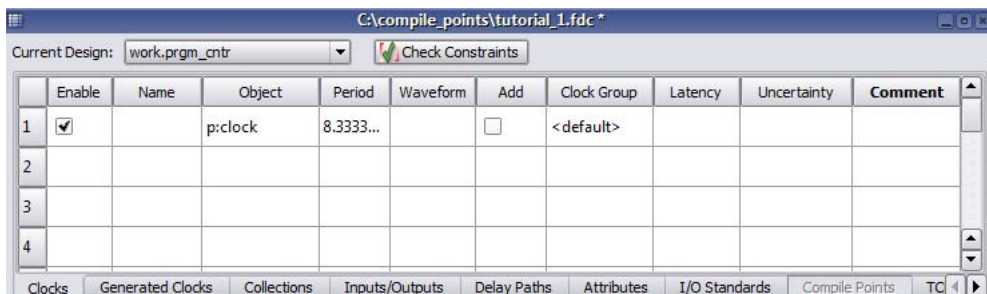 C:\compile_points\tutorial_1.fdc *
Current Design: work.prgm_cntr Check Constraints
Enable Name Object Period Waveform Add Clock Group Latency Uncertainty Comment
1 p:clock 8.3333... <default>
2
3
4
Clocks Generated Clocks Collections Inputs/Outputs Delay Paths Attributes I/O Standards Compile Points TC